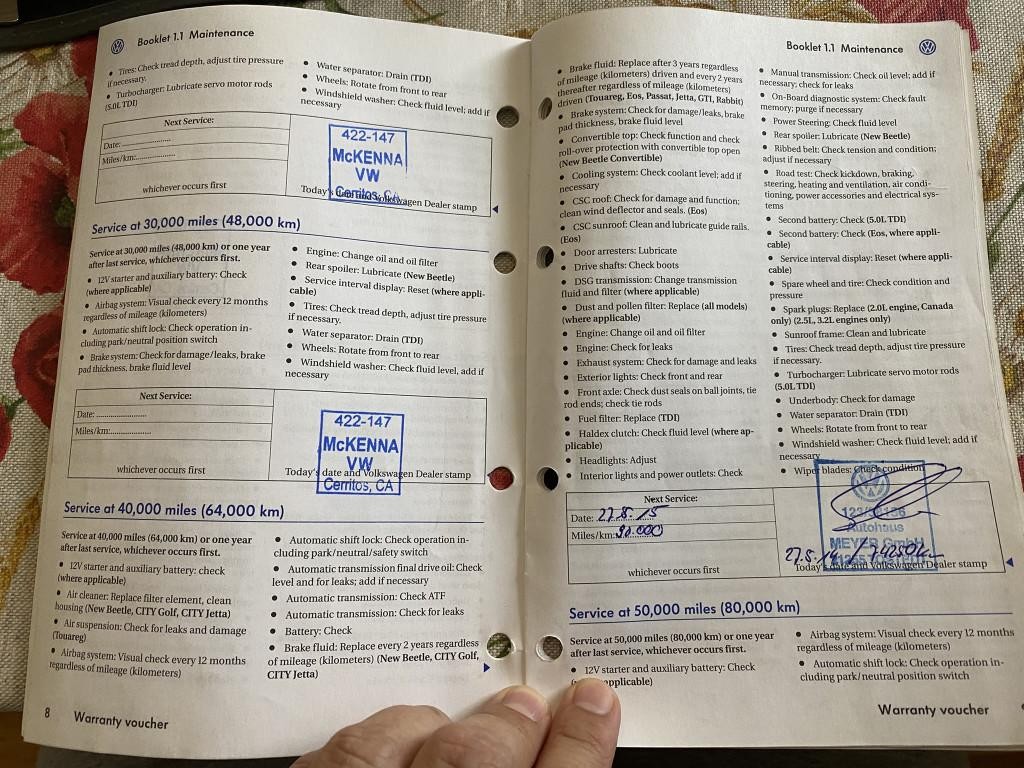 Booklet 1.1 Maintenance
• Tires: Check tread depth, adjust tire pressure
if necessary.
• Turbocharger: Lubricate servo motor rods
(5.0L TDI)
• Water separator: Drain (TDI)
• Wheels: Rotate from front to rear
• Windshield washer: Check fluid level; add if
necessary
Next Service:
Date: ....................
Miles/km:................
whichever occurs first
422-147
McKENNA
VW
Cerritos, CA
Today's date and Volkswagen Dealer stamp
Service at 30,000 miles (48,000 km)
Service at 30,000 miles (48,000 km) or one year
after last service, whichever occurs first.
• 12V starter and auxiliary battery: Check
(where applicable)
• Airbag system: Visual check every 12 months
regardless of mileage (kilometers)
• Automatic shift lock: Check operation in-
cluding park/neutral position switch
• Brake system: Check for damage/leaks, brake
pad thickness, brake fluid level
• Engine: Change oil and oil filter
• Rear spoiler: Lubricate (New Beetle)
• Service interval display: Reset (where appli-
cable)
• Tires: Check tread depth, adjust tire pressure
if necessary.
• Water separator: Drain (TDI)
• Wheels: Rotate from front to rear
• Windshield washer: Check fluid level, add if
necessary
Next Service:
Date: ....................
Miles/km:................
whichever occurs first
422-147
McKENNA
VW
Cerritos, CA
Today's date and Volkswagen Dealer stamp
Service at 40,000 miles (64,000 km)
Service at 40,000 miles (64,000 km) or one year
after last service, whichever occurs first.
• 12V starter and auxiliary battery: check
(where applicable)
• Air cleaner: Replace filter element, clean
housing (New Beetle, CITY Golf, CITY Jetta)
• Air suspension: Check for leaks and damage
(Touareg)
• Airbag system: Visual check every 12 months
regardless of mileage (kilometers)
• Automatic shift lock: Check operation in-
cluding park/neutral/safety switch
• Automatic transmission final drive oil: Check
level and for leaks; add if necessary
• Automatic transmission: Check ATF
• Automatic transmission: Check for leaks
• Battery: Check
• Brake fluid: Replace every 2 years regardless
of mileage (kilometers) (New Beetle, CITY Golf,
CITY Jetta)
8 Warranty voucher
Booklet 1.1 Maintenance
• Brake fluid: Replace after 3 years regardless
of mileage (kilometers) driven and every 2 years
thereafter regardless of mileage (kilometers)
driven (Touareg, Eos, Passat, Jetta, GTI, Rabbit)
• Brake system: Check for damage/leaks, brake
pad thickness, brake fluid level
• Convertible top: Check function and check
roll-over protection with convertible top open
(New Beetle Convertible)
• Cooling system: Check coolant level; add if
necessary
• CSC roof: Check for damage and function;
clean wind deflector and seals. (Eos)
• CSC sunroof: Clean and lubricate guide rails.
(Eos)
• Door arresters: Lubricate
• Drive shafts: Check boots
• DSG transmission: Change transmission
fluid and filter (where applicable)
• Dust and pollen filter: Replace (all models)
(where applicable)
• Engine: Change oil and oil filter
• Engine: Check for leaks
• Exhaust system: Check for damage and leaks
• Exterior lights: Check front and rear
• Front axle: Check dust seals on ball joints, tie
rod ends; check tie rods
• Fuel filter: Replace (TDI)
• Haldex clutch: Check fluid level (where ap-
plicable)
• Headlights: Adjust
• Interior lights and power outlets: Check
• Manual transmission: Check oil level; add if
necessary; check for leaks
• On-Board diagnostic system: Check fault
memory; purge if necessary
• Power Steering: Check fluid level
• Rear spoiler: Lubricate (New Beetle)
• Ribbed belt: Check tension and condition;
adjust if necessary
• Road test: Check kickdown, braking,
steering, heating and ventilation, air condi-
tioning, power accessories and electrical sys-
tems
• Second battery: Check (5.0L TDI)
• Second battery: Check (Eos, where appli-
cable)
• Service interval display: Reset (where appli-
cable)
• Spare wheel and tire: Check condition and
pressure
• Spark plugs: Replace (2.0L engine, Canada
only) (2.5L, 3.2L engines only)
• Sunroof frame: Clean and lubricate
• Tires: Check tread depth, adjust tire pressure
if necessary.
• Turbocharger: Lubricate servo motor rods
(5.0L TDI)
• Underbody: Check for damage
• Water separator: Drain (TDI)
• Wheels: Rotate from front to rear
• Windshield washer: Check fluid level; add if
necessary
• Wiper blades: Check condition
Next Service:
Date: 27.8.15
Miles/km: 90.000
whichever occurs first
Autohaus
MEYER GmbH
27.8.14
Today's date and Volkswagen Dealer stamp
Service at 50,000 miles (80,000 km)
Service at 50,000 miles (80,000 km) or one year
after last service, whichever occurs first.
• 12V starter and auxiliary battery: Check
applicable)
• Airbag system: Visual check every 12 months
regardless of mileage (kilometers)
• Automatic shift lock: Check operation in-
cluding park/neutral position switch
Warranty voucher